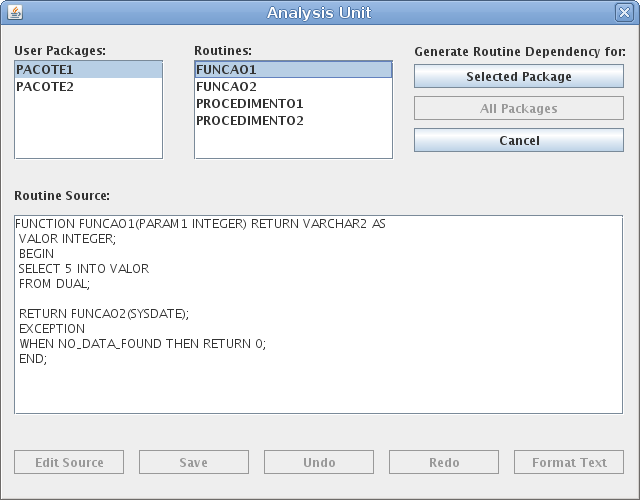 Analysis Unit
User Packages:
PACOTE1
PACOTE2
Routines:
FUNCAO1
FUNCAO2
PROCEDIMENTO1
PROCEDIMENTO2
Generate Routine Dependency for:
Selected Package
All Packages
Cancel
Routine Source:
FUNCTION FUNCAO1(PARAM1 INTEGER) RETURN VARCHAR2 AS
VALOR INTEGER;
BEGIN
SELECT 5 INTO VALOR
FROM DUAL;
RETURN FUNCAO2(SYSDATE);
EXCEPTION
WHEN NO_DATA_FOUND THEN RETURN 0;
END;
Edit Source
Save
Undo
Redo
Format Text